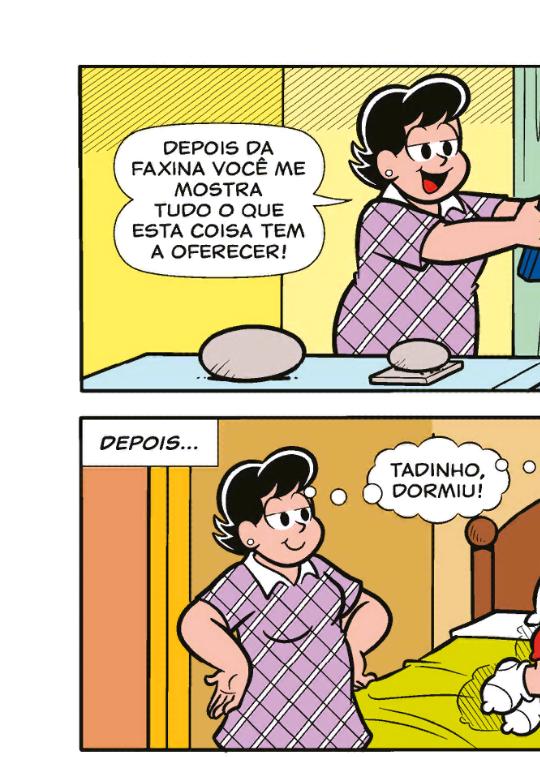 DEPOIS DA
FAXINA VOCÊ ME
MOSTRA
TUDO O QUE
ESTA COISA TEM
A OFERECER!
DEPOIS...
TADINHO,
DORMIU!